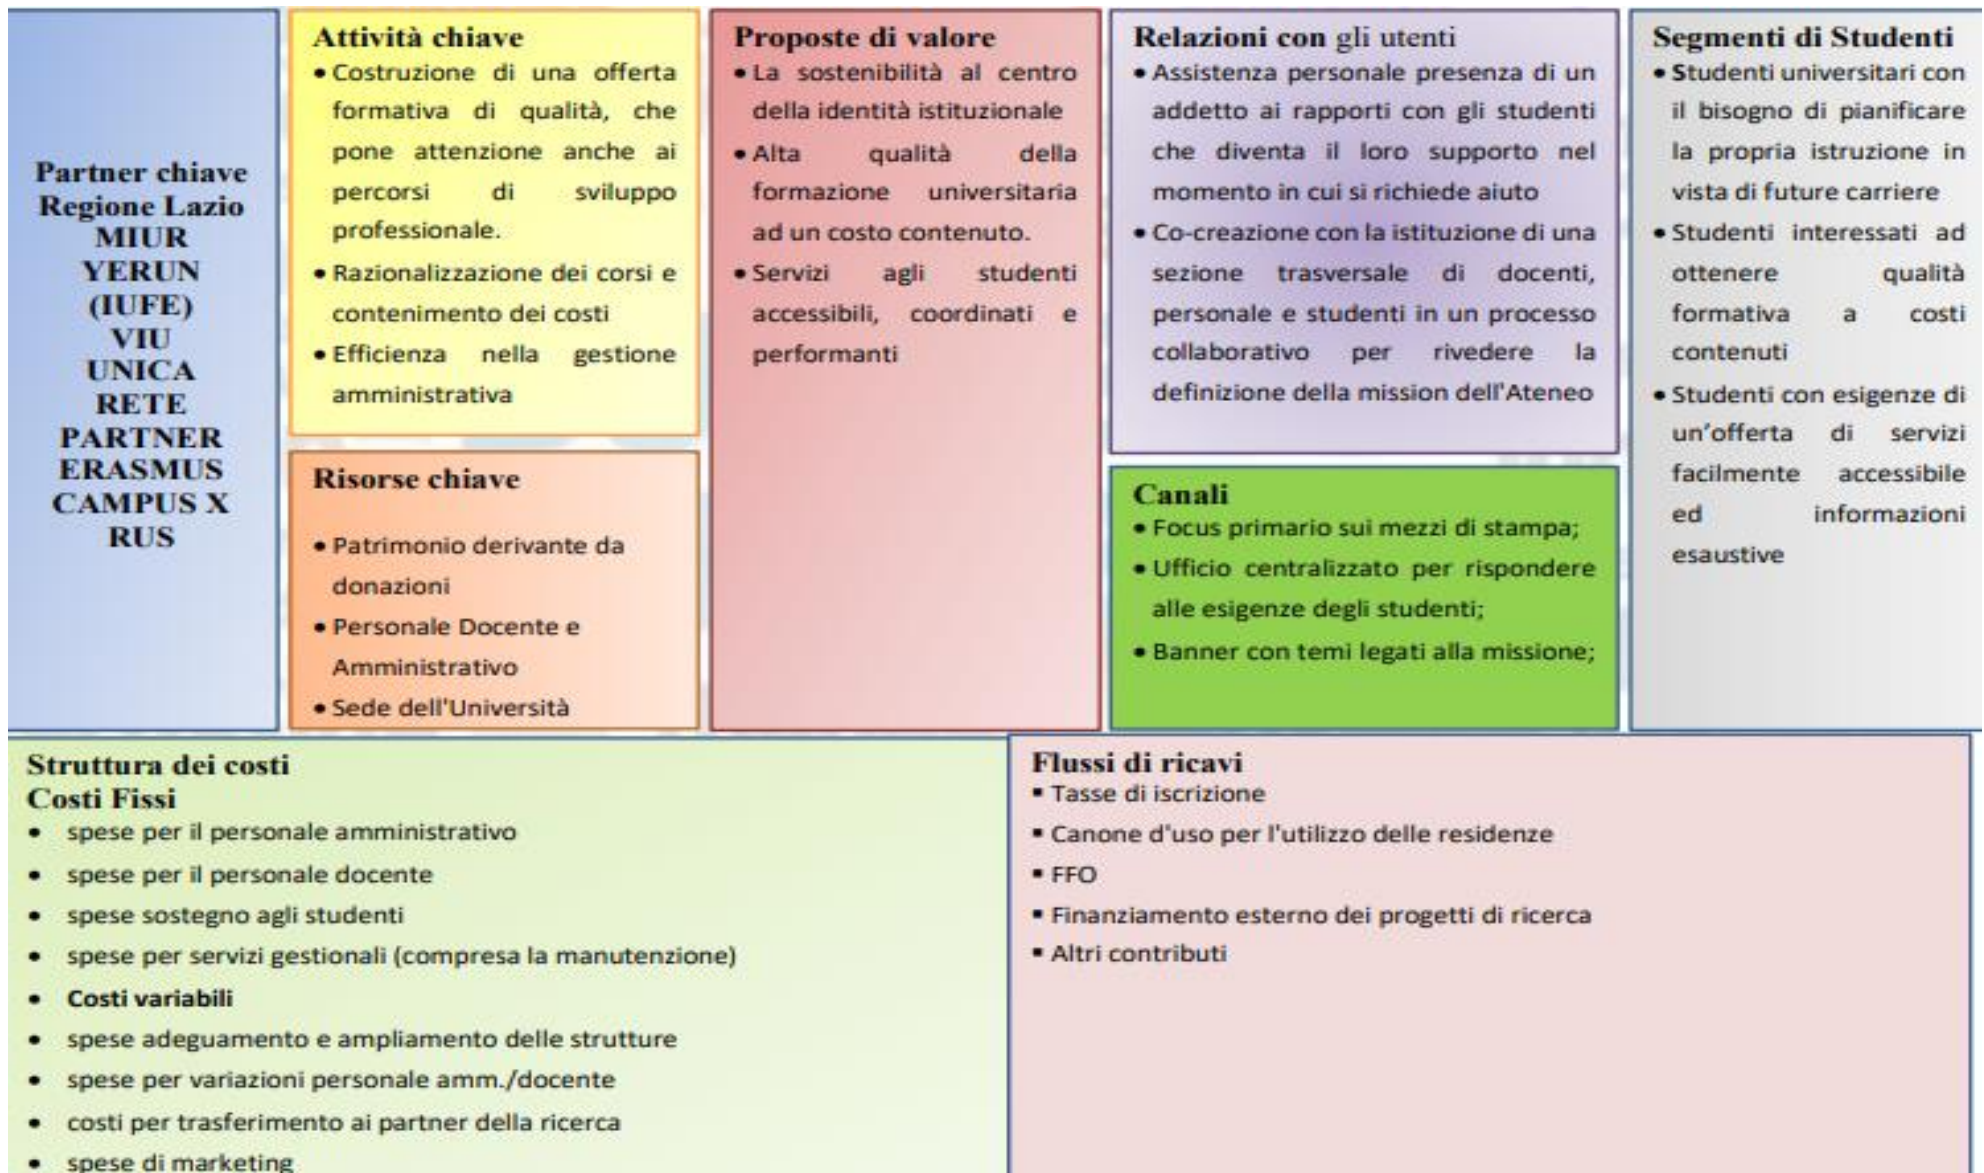 Partner chiave
Regione Lazio
MIUR
YERUN
(IUFE)
VIU
UNICA
RETE
PARTNER
ERASMUS
CAMPUS X
RUS
Attività chiave
• Costruzione di una offerta
formativa di qualità, che
pone attenzione anche ai
percorsi di sviluppo
professionale.
• Razionalizzazione dei corsi e
contenimento dei costi
• Efficienza nella gestione
amministrativa
Risorse chiave
• Patrimonio derivante da
donazioni
• Personale Docente e
Amministrativo
• Sede dell'Università
Proposte di valore
• La sostenibilità al centro
della identità istituzionale
• Alta qualità della
formazione universitaria
ad un costo contenuto.
• Servizi agli studenti
accessibili, coordinati e
performanti
Relazioni con gli utenti
• Assistenza personale presenza di un
addetto ai rapporti con gli studenti
che diventa il loro supporto nel
momento in cui si richiede aiuto
• Co-creazione con la istituzione di una
sezione trasversale di docenti,
personale e studenti in un processo
collaborativo per rivedere la
definizione della mission dell'Ateneo
Canali
• Focus primario sui mezzi di stampa;
• Ufficio centralizzato per rispondere
alle esigenze degli studenti;
• Banner con temi legati alla missione;
Segmenti di Studenti
• Studenti universitari con
il bisogno di pianificare
la propria istruzione in
vista di future carriere
• Studenti interessati ad
ottenere qualità
formativa a costi
contenuti
• Studenti con esigenze di
un'offerta di servizi
facilmente accessibile
ed informazioni
esaustive
Struttura dei costi
Costi Fissi
• spese per il personale amministrativo
• spese per il personale docente
• spese sostegno agli studenti
• spese per servizi gestionali (compresa la manutenzione)
• Costi variabili
• spese adeguamento e ampliamento delle strutture
• spese per variazioni personale amm./docente
• costi per trasferimento ai partner della ricerca
• spese di marketing
Flussi di ricavi
▪ Tasse di iscrizione
▪ Canone d'uso per l'utilizzo delle residenze
▪ FFO
▪ Finanziamento esterno dei progetti di ricerca
▪ Altri contributi